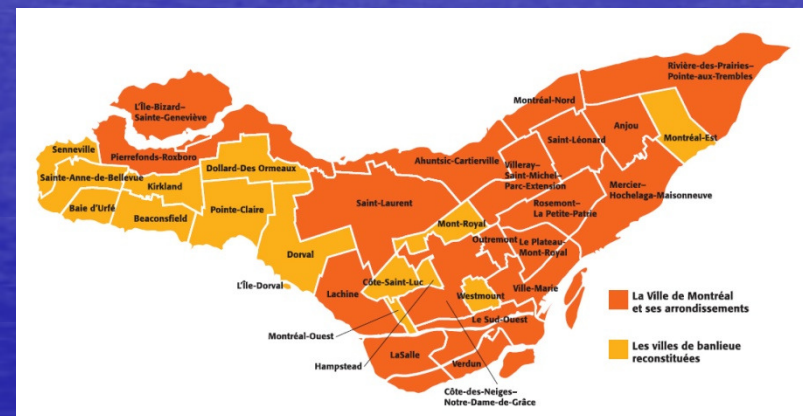 Rivière-des-Prairies–
Pointe-aux-Trembles
L'Île-Bizard–
Sainte-Geneviève
Montréal-Nord
Anjou
Saint-Léonard
Montréal-Est
Senneville
Pierrefonds-Roxboro
Ahuntsic-Cartierville
Dollard-Des Ormeaux
Villeray–
Saint-Michel–
Parc-Extension
Sainte-Anne-de-Bellevue
Kirkland
Mercier–
Hochelaga-Maisonneuve
Saint-Laurent
Rosemont–
La Petite-Patrie
Baie d'Urfé
Beaconsfield
Pointe-Claire
Mont-Royal
Outremont
Le Plateau-
Mont-Royal
Dorval
L'Île-Dorval
Côte-Saint-Luc
Lachine
Westmount
Ville-Marie
La Ville de Montréal
et ses arrondissements
Le Sud-Ouest
Montréal-Ouest
Hampstead
LaSalle
Verdun
Les villes de banlieue
reconstituées
Côte-des-Neiges–
Notre-Dame-de-Grâce